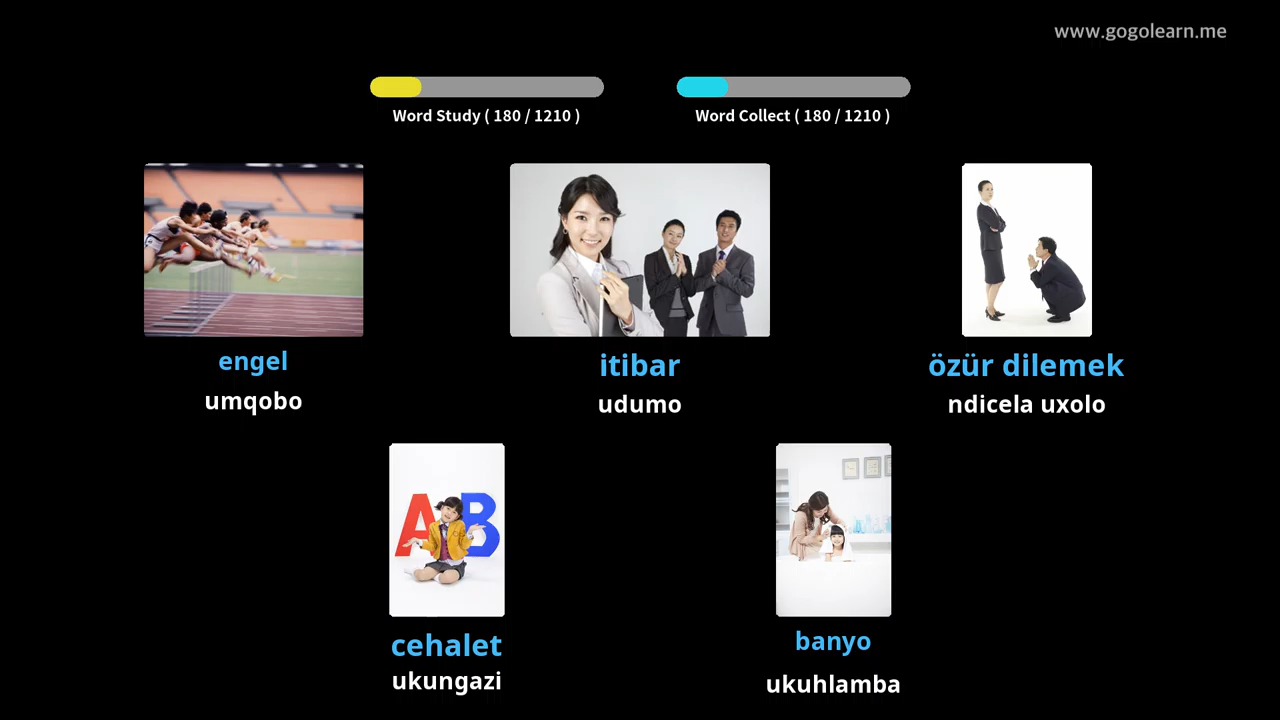 www.gogolearn.me
Word Study ( 180 / 1210 )
Word Collect ( 180 / 1210 )
engel
umqobo
itibar
udumo
özür dilemek
ndicela uxolo
AB
cehalet
ukungazi
banyo
ukuhlamba